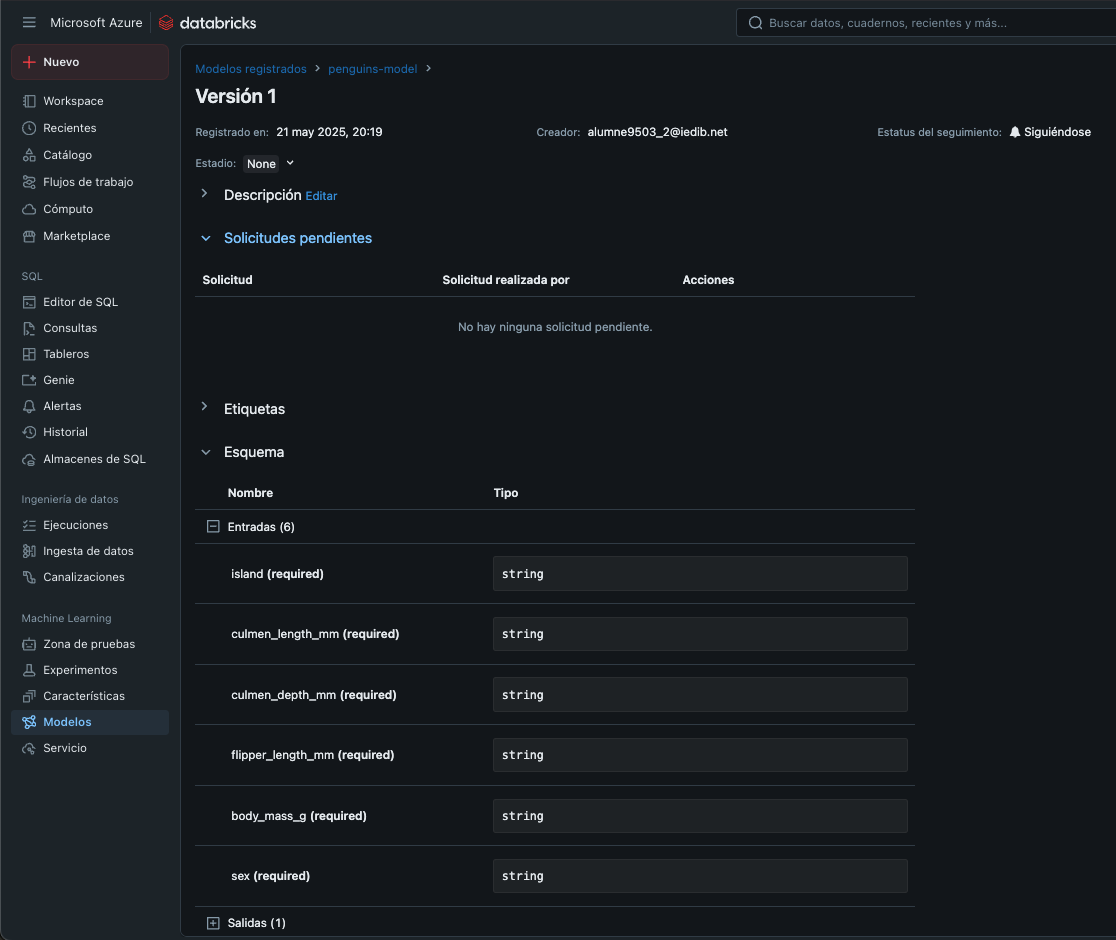 Microsoft Azure databricks
Buscar datos, cuadernos, recientes y más...
Nuevo
Workspace
Recientes
Catálogo
Flujos de trabajo
Cómputo
Marketplace
SQL
Editor de SQL
Consultas
Tableros
Genie
Alertas
Historial
Almacenes de SQL
Ingeniería de datos
Ejecuciones
Ingesta de datos
Canalizaciones
Machine Learning
Zona de pruebas
Experimentos
Características
Modelos
Servicio
Modelos registrados > penguins-model >
Versión 1
Registrado en: 21 may 2025, 20:19
Creador: alumne9503_2@iedib.net
Estatus del seguimiento: Siguiéndose
Estadio: None
Descripción Editar
Solicitudes pendientes
Solicitud Solicitud realizada por Acciones
No hay ninguna solicitud pendiente.
Etiquetas
Esquema
Nombre Tipo
Entradas (6)
island (required) string
culmen_length_mm (required) string
culmen_depth_mm (required) string
flipper_length_mm (required) string
body_mass_g (required) string
sex (required) string
Salidas (1)